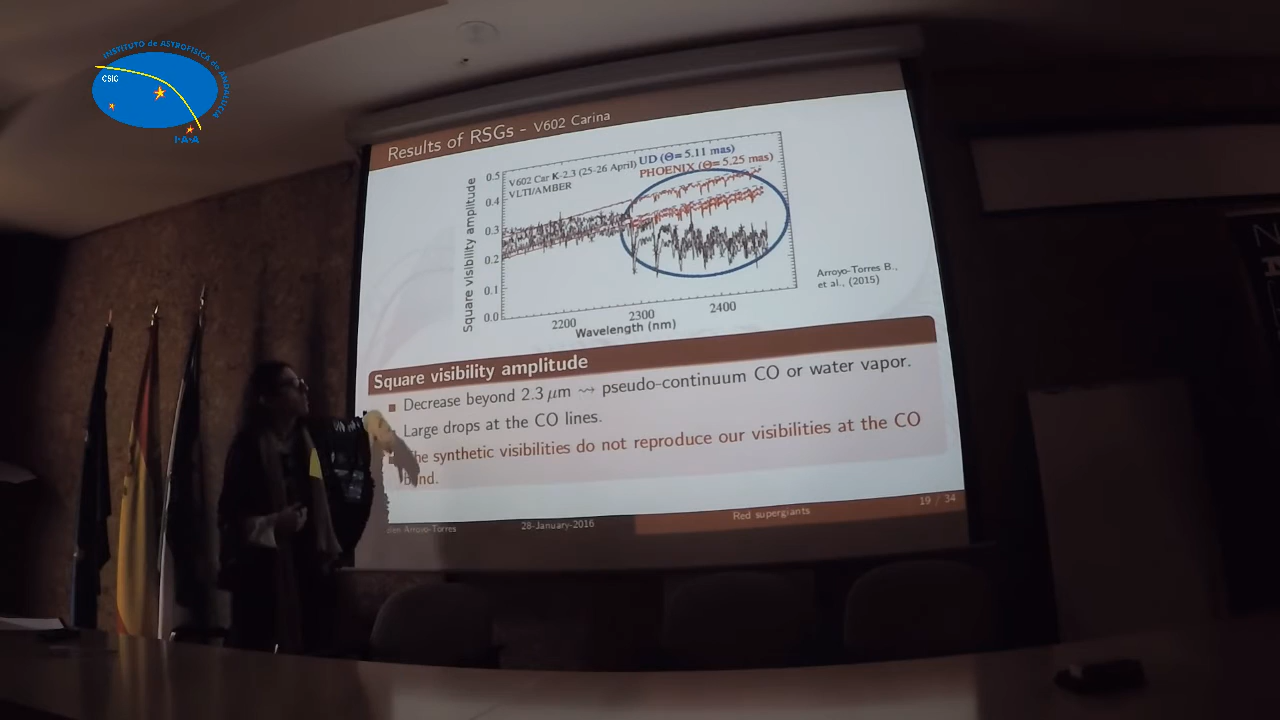 INSTITUTO de ASTROFISICA de ANDALUCIA
CSIC
I·A·A
Results of RSGs - V602 Carina
V602 Car K-2.3 (25-26 April)
VLTI/AMBER
UD (Θ=5.11 mas)
PHOENIX (Θ=5.25 mas)
Square visibility amplitude
0.5
0.4
0.3
0.2
0.1
0.0
2200
2300
2400
Wavelength (nm)
Arroyo-Torres B.,
et al., (2015)
Square visibility amplitude
Decrease beyond 2.3 μm ⇝ pseudo-continuum CO or water vapor.
Large drops at the CO lines.
The synthetic visibilities do not reproduce our visibilities at the CO
band.
Arroyo-Torres
28-January-2016
Red supergiants
19 / 34